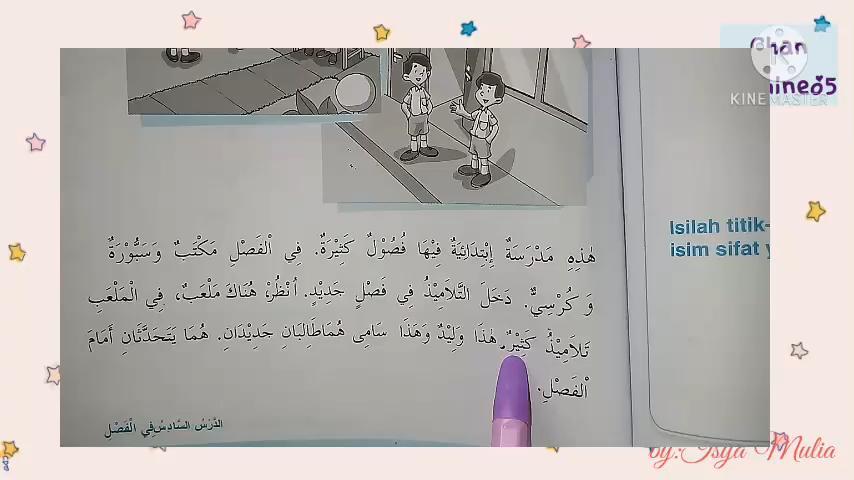 KINEMASTER
هٰذِهِ مَدْرَسَةٌ إِبْتِدَائِيَةٌ فِيْهَا فُصُوْلٌ كَثِيْرَةٌ. فِي الْفَصْلِ مَكْتَبٌ وَسَبُّوْرَةٌ
وَ كُرْسِيٌّ. دَخَلَ التَّلَامِيْذُ فِي فَصْلٍ جَدِيْدٍ. اُنْظُرْ، هُنَاكَ مَلْعَبٌ، فِي الْمَلْعَبِ
تَلَامِيْذُ كَثِيْرٌ. هٰذَا وَلِيْدٌ وَهَذَا سَامِى هُمَاطَالِبَانِ جَدِيْدَانِ. هُمَا يَتَحَدَّثَانِ أَمَامَ
الْفَصْلِ.
الدَّرْسُ السَّادِسُ فِي الْفَصْلِ
Isilah titik-
isim sifat y
by:Isya Mulia